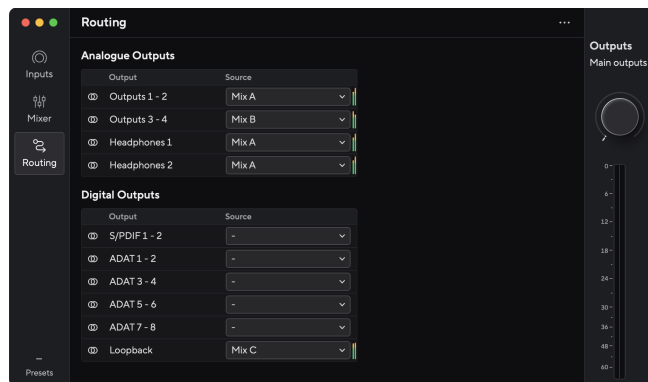 Routing
...
Inputs
Mixer
Routing
–
Presets
Analogue Outputs
Output Source
Outputs 1 - 2 Mix A
Outputs 3 - 4 Mix B
Headphones 1 Mix A
Headphones 2 Mix A
Digital Outputs
Output Source
S/PDIF 1 - 2 -
ADAT 1 - 2 -
ADAT 3 - 4 -
ADAT 5 - 6 -
ADAT 7 - 8 -
Loopback Mix C
Outputs
Main outputs
0
6
12
18
24
30
36
48
60